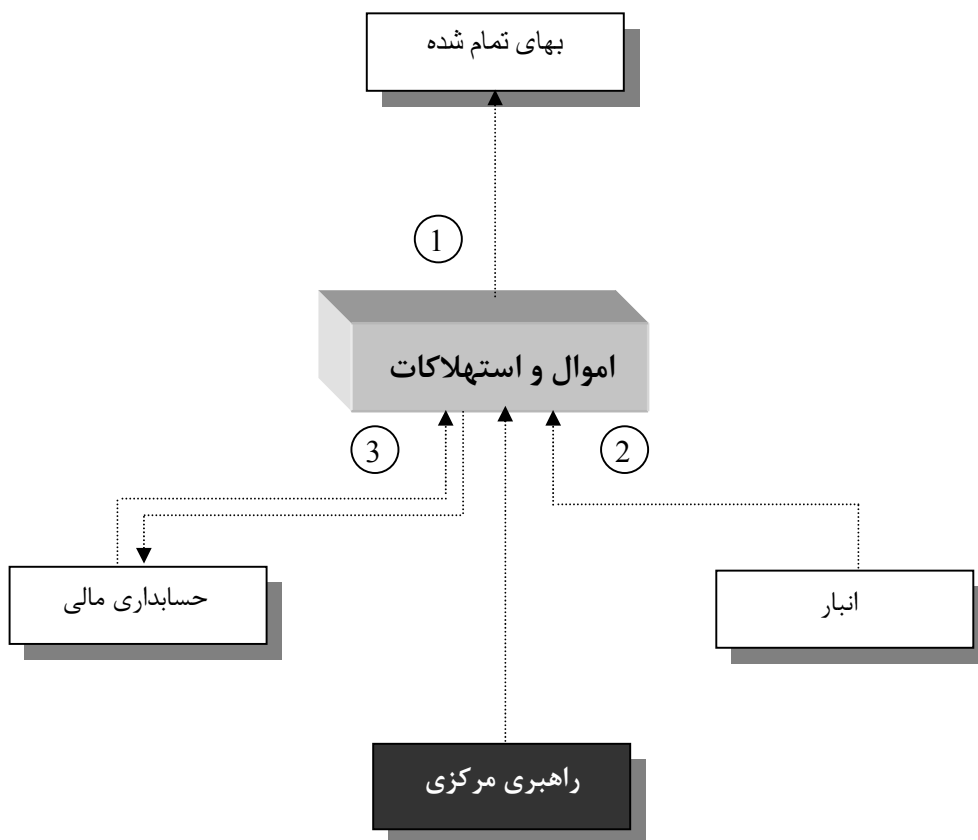 بهای تمام شده
1
اموال و استهلاکات
3
2
حسابداری مالی
انبار
راهبری مرکزی